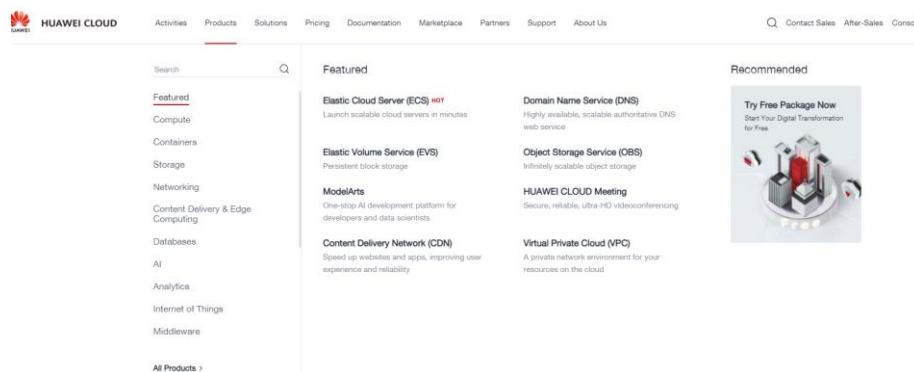 HUAWEI
HUAWEI CLOUD
Activities Products Solutions Pricing Documentation Marketplace Partners Support About Us
Contact Sales After-Sales Conso
Search
Featured
Compute
Containers
Storage
Networking
Content Delivery & Edge
Computing
Databases
AI
Analytics
Internet of Things
Middleware
All Products >
Featured
Elastic Cloud Server (ECS) HOT
Launch scalable cloud servers in minutes
Elastic Volume Service (EVS)
Persistent block storage
ModelArts
One-stop AI development platform for
developers and data scientists
Content Delivery Network (CDN)
Speed up websites and apps, improving user
experience and reliability
Domain Name Service (DNS)
Highly available, scalable authoritative DNS
web service
Object Storage Service (OBS)
Infinitely scalable object storage
HUAWEI CLOUD Meeting
Secure, reliable, ultra-HD videoconferencing
Virtual Private Cloud (VPC)
A private network environment for your
resources on the cloud
Recommended
Try Free Package Now
Start Your Digital Transformation
for Free